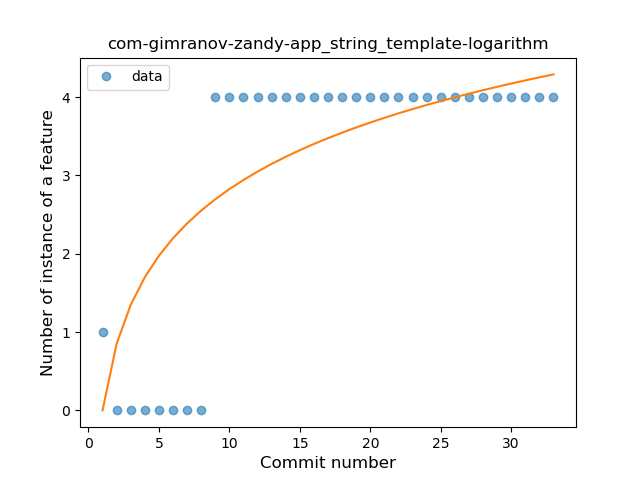 com-gimranov-zandy-app_string_template-logarithm
data
Number of instance of a feature
4
3
2
1
0
0 5 10 15 20 25 30
Commit number